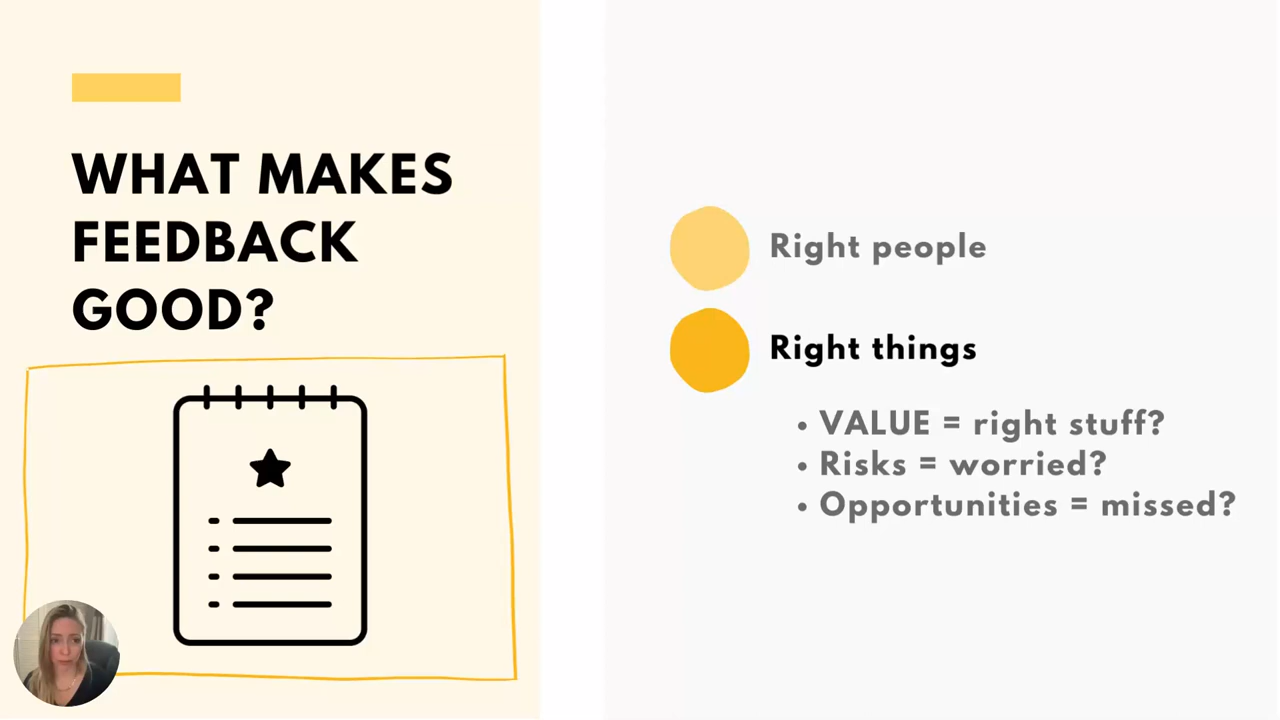 WHAT MAKES
FEEDBACK
GOOD?
Right people
Right things
• VALUE = right stuff?
• Risks = worried?
• Opportunities = missed?